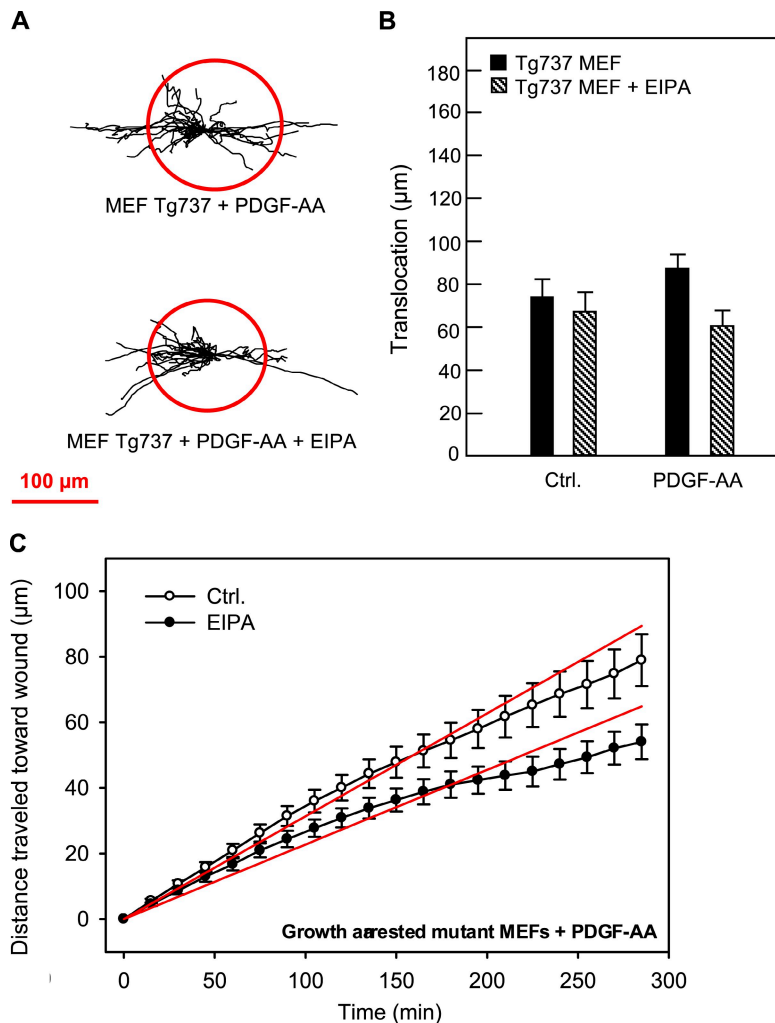 A
MEF Tg737 + PDGF-AA
MEF Tg737 + PDGF-AA + EIPA
100 µm
B
Tg737 MEF
Tg737 MEF + EIPA
Translocation (µm)
180
160
140
120
100
80
60
40
20
0
Ctrl. PDGF-AA
C
Ctrl.
EIPA
Distance traveled toward wound (µm)
100
80
60
40
20
0
Growth arrested mutant MEFs + PDGF-AA
0 50 100 150 200 250 300
Time (min)